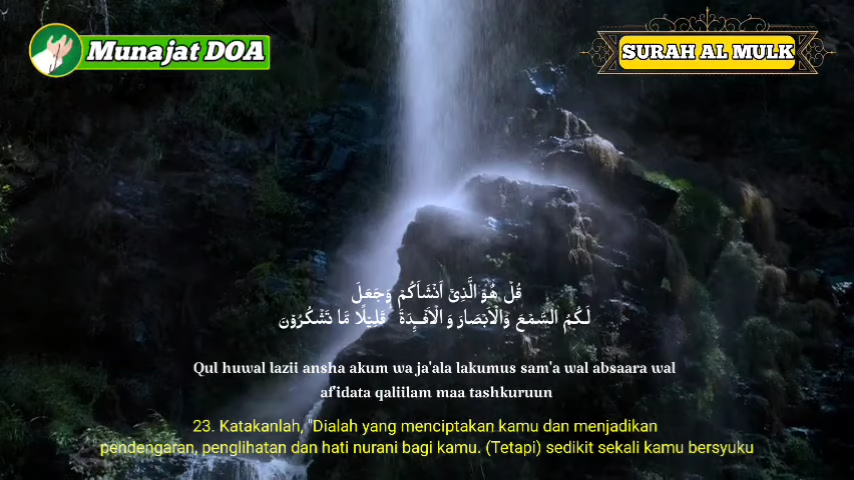 Munajat DOA
SURAH AL MULK
قُلْ هُوَ الَّذِىْٓ اَنْشَاَكُمْ وَجَعَلَ
لَـكُمُ السَّمْعَ وَالْاَبْصَارَ وَ الْاَفْـِٕدَةَ ؕ قَلِيْلًا مَّا تَشْكُرُوْنَ
Qul huwal lazii ansha akum wa ja'ala lakumus sam'a wal absaara wal
af'idata qaliilam maa tashkuruun
23. Katakanlah, "Dialah yang menciptakan kamu dan menjadikan
pendengaran, penglihatan dan hati nurani bagi kamu. (Tetapi) sedikit sekali kamu bersyuku